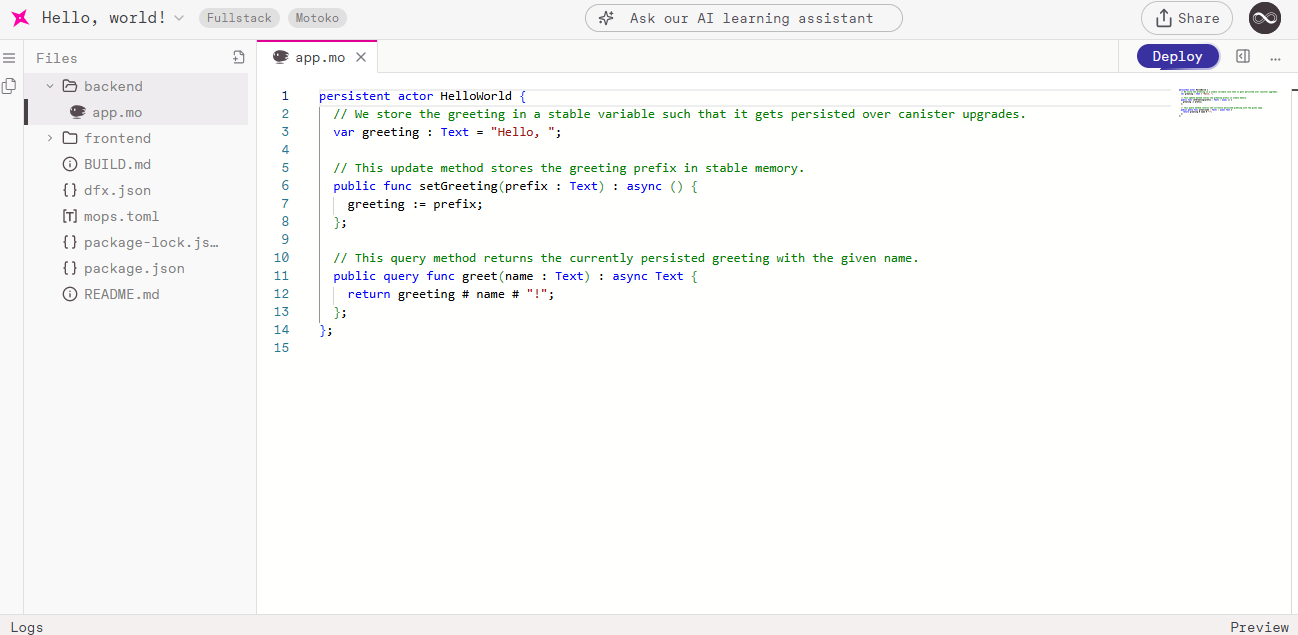 Hello, world! Fullstack Motoko Ask our AI learning assistant Share
Files
app.mo
Deploy
...
backend
app.mo
frontend
BUILD.md
{} dfx.json
[T] mops.toml
{} package-lock.js…
{} package.json
README.md
1 persistent actor HelloWorld {
2 // We store the greeting in a stable variable such that it gets persisted over canister upgrades.
3 var greeting : Text = "Hello, ";
4
5 // This update method stores the greeting prefix in stable memory.
6 public func setGreeting(prefix : Text) : async () {
7 greeting := prefix;
8 };
9
10 // This query method returns the currently persisted greeting with the given name.
11 public query func greet(name : Text) : async Text {
12 return greeting # name # "!";
13 };
14 };
15
Logs
Preview